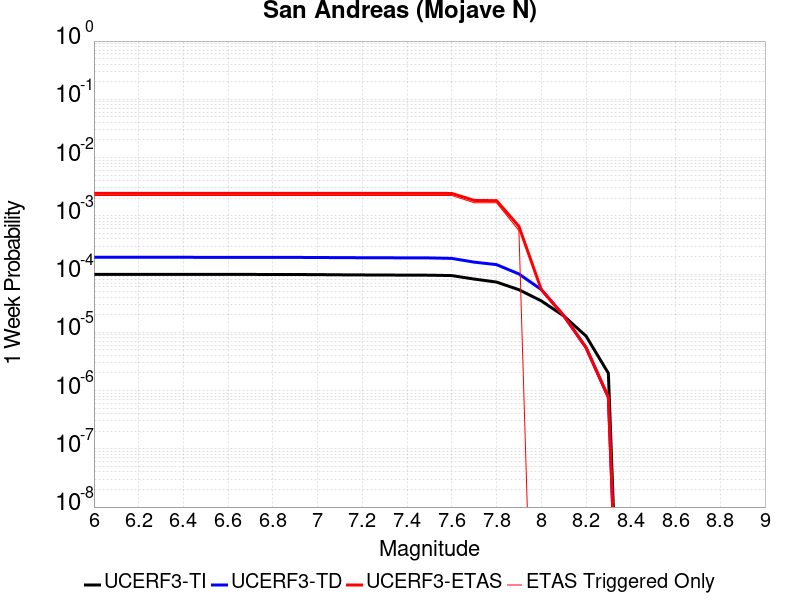 San Andreas (Mojave N)
10 0
10 -1
10 -2
10 -3
10 -4
10 -5
10 -6
10 -7
10 -8
1 Week Probability
6 6.2 6.4 6.6 6.8 7 7.2 7.4 7.6 7.8 8 8.2 8.4 8.6 8.8 9
Magnitude
UCERF3-TI UCERF3-TD UCERF3-ETAS ETAS Triggered Only